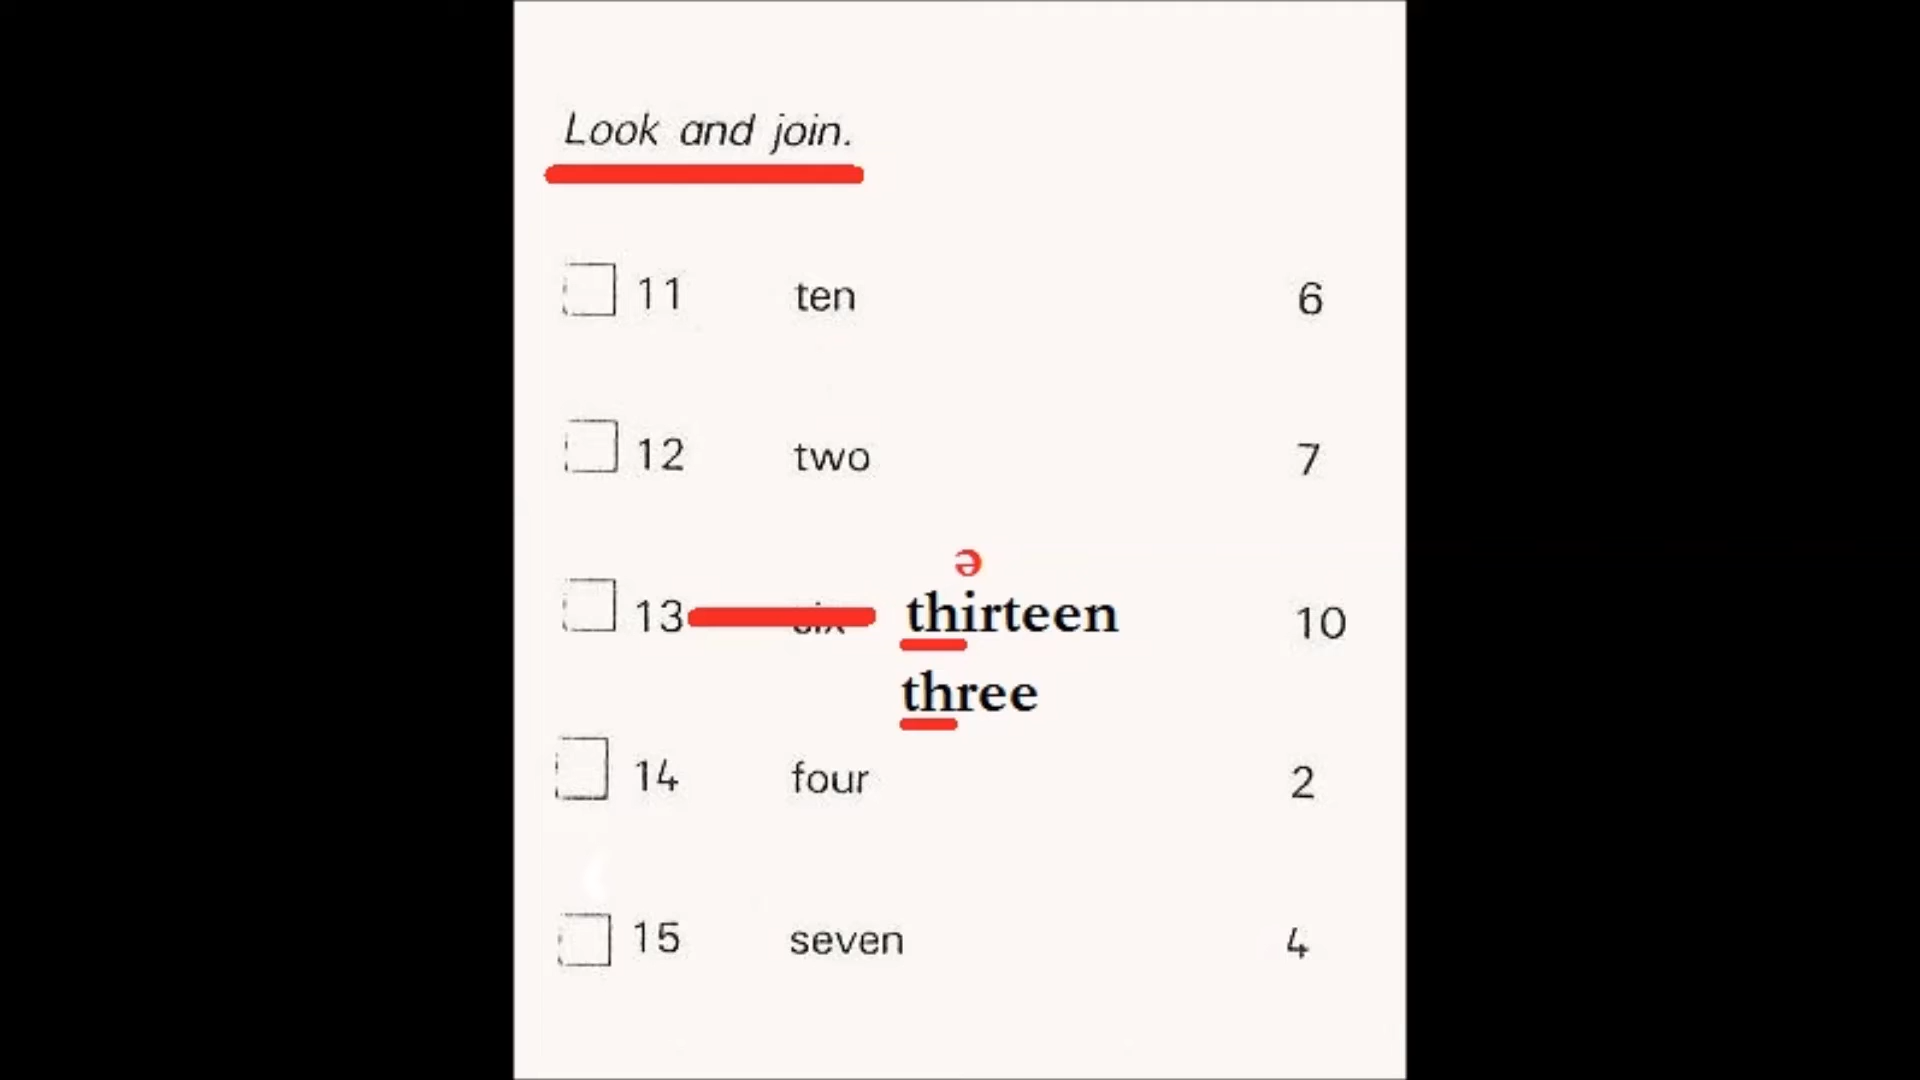 Look and join.
11 ten 6
12 two 7
ə
13 six thirteen 10
three
14 four 2
15 seven 4